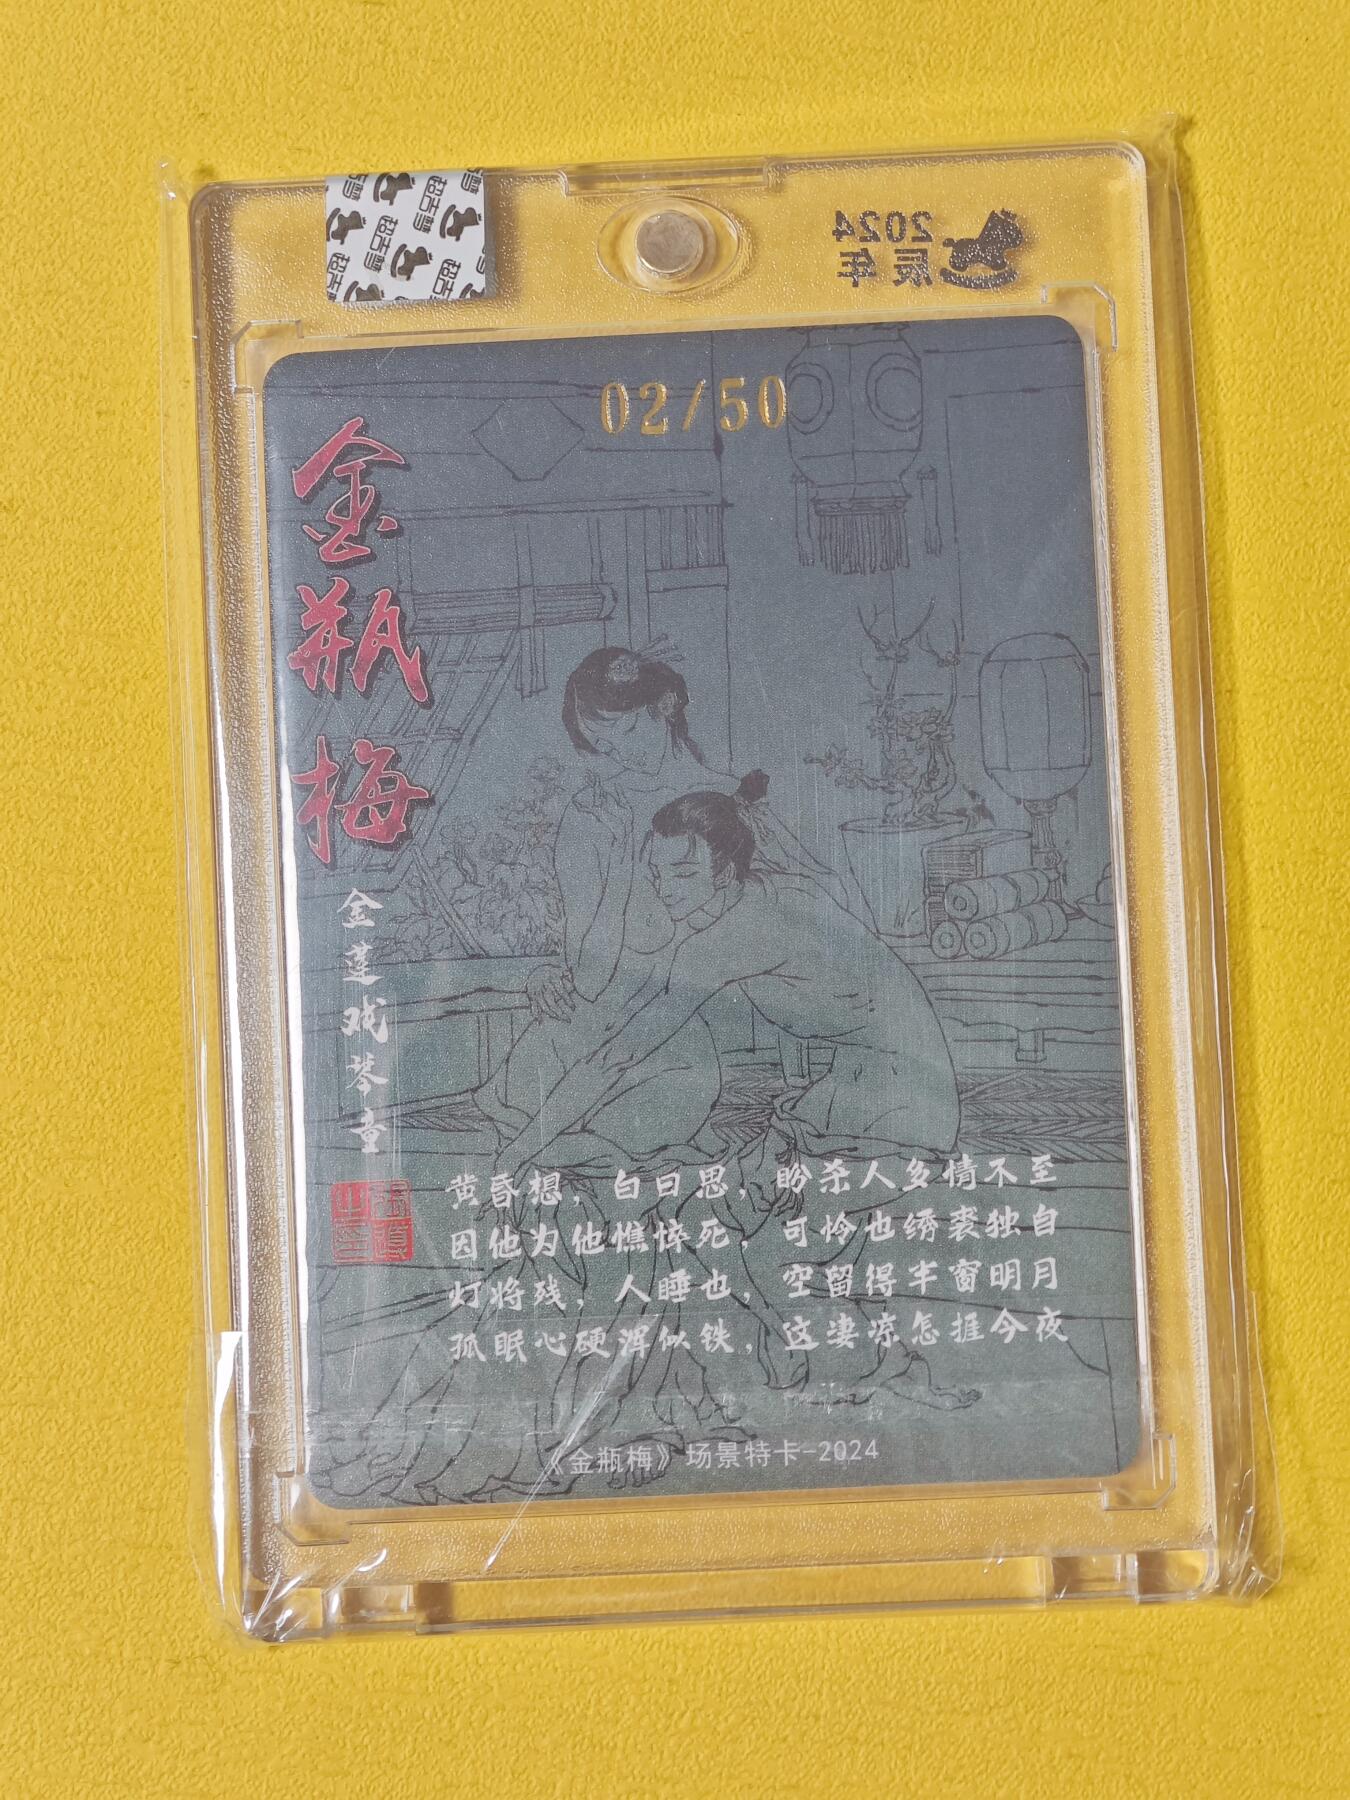 超古梦
2024
辰年
02/50
金瓶梅
金莲戏琴童
黄昏想，白日思，盼杀人多情不至
因他为他憔悴死，可怜也绣衾独自
灯将残，人睡也，空留得半窗明月
孤眠心硬浑似铁，这凄凉怎捱今夜
《金瓶梅》场景特卡-2024